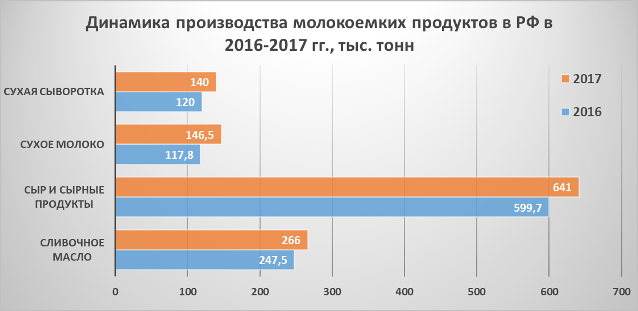 Динамика производства молокоемких продуктов в РФ в
2016-2017 гг., тыс. тонн
2017
2016
СУХАЯ СЫВОРОТКА
140
120
СУХОЕ МОЛОКО
146,5
117,8
СЫР И СЫРНЫЕ
ПРОДУКТЫ
641
599,7
СЛИВОЧНОЕ
МАСЛО
266
247,5
0 100 200 300 400 500 600 700